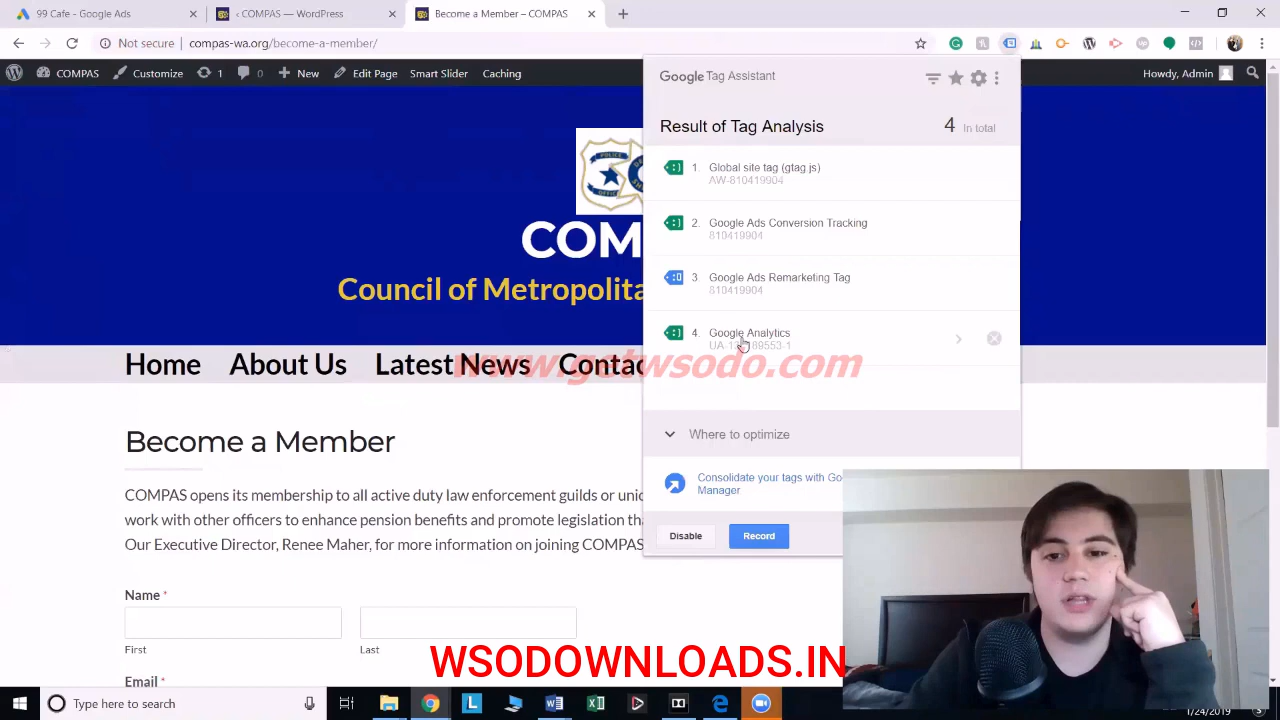 99 Cafe - Google Ads
‹ COMPAS — WordPress
Become a Member – COMPAS
Not secure
compas-wa.org/become-a-member/
COMPAS
Customize
1
0
New
Edit Page
Smart Slider
Caching
Howdy, Admin
Google Tag Assistant
Result of Tag Analysis
4 In total
1. Global site tag (gtag.js)
AW-810419904
2. Google Ads Conversion Tracking
810419904
3 Google Ads Remarketing Tag
810419904
4. Google Analytics
Where to optimize
Consolidate your tags with
Manager
Disable
Record
POLICE
OFFICER
COM
Council of Metropolita
Home
About Us
Latest News
www.getwsodo.com
Become a Member
COMPAS opens its membership to all active duty law enforcement guilds or
work with other officers to enhance pension benefits and promote legislation
Our Executive Director, Renee Maher, for more information on joining COMPAS
Name *
First
Last
Email *
WSODOWNLOADS.IN
Type here to search
1/24/2019